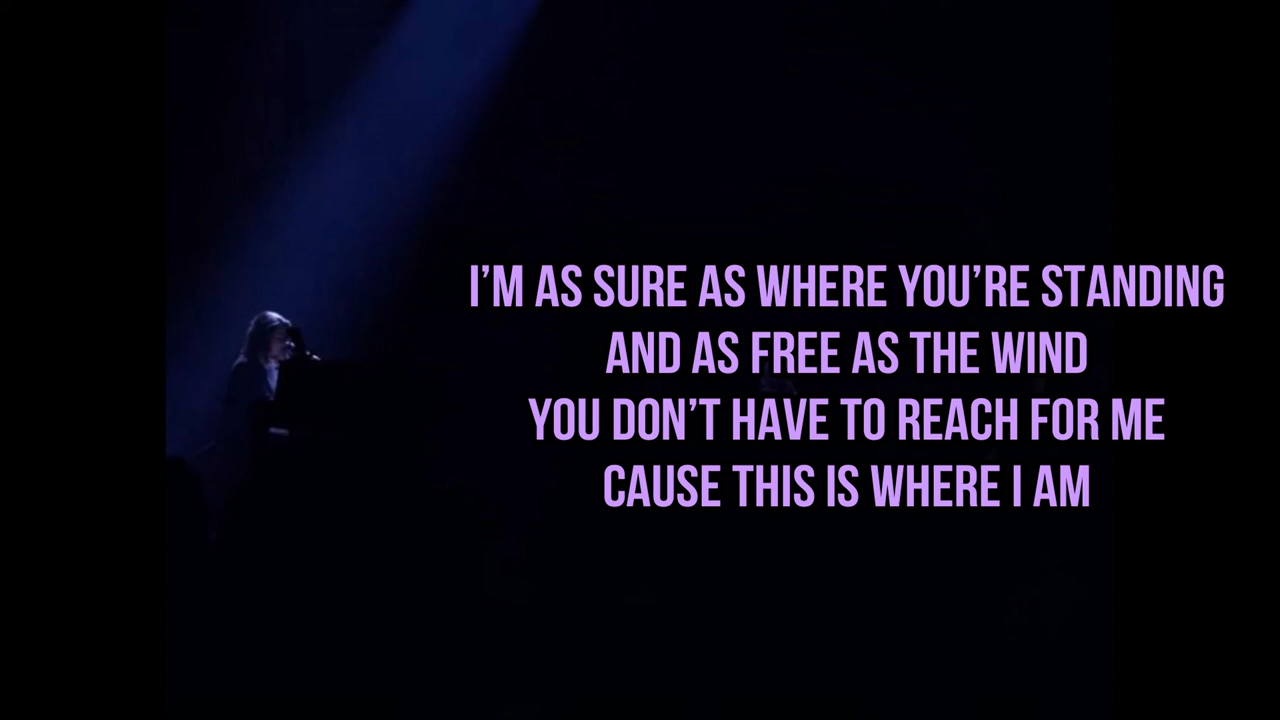 I'M AS SURE AS WHERE YOU'RE STANDING
AND AS FREE AS THE WIND
YOU DON'T HAVE TO REACH FOR ME
CAUSE THIS IS WHERE I AM